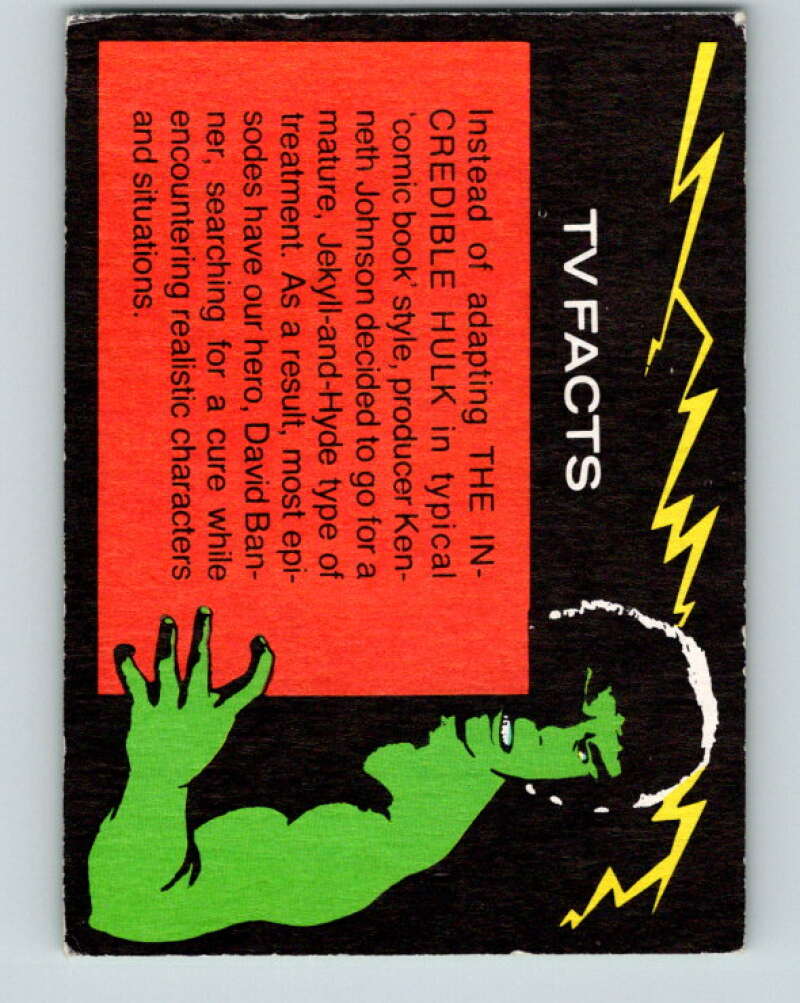 TV FACTS
Instead of adapting THE IN-
CREDIBLE HULK in typical
'comic book' style, producer Ken-
neth Johnson decided to go for a
mature, Jekyll-and-Hyde type of
treatment. As a result, most epi-
sodes have our hero, David Ban-
ner, searching for a cure while
encountering realistic characters
and situations.